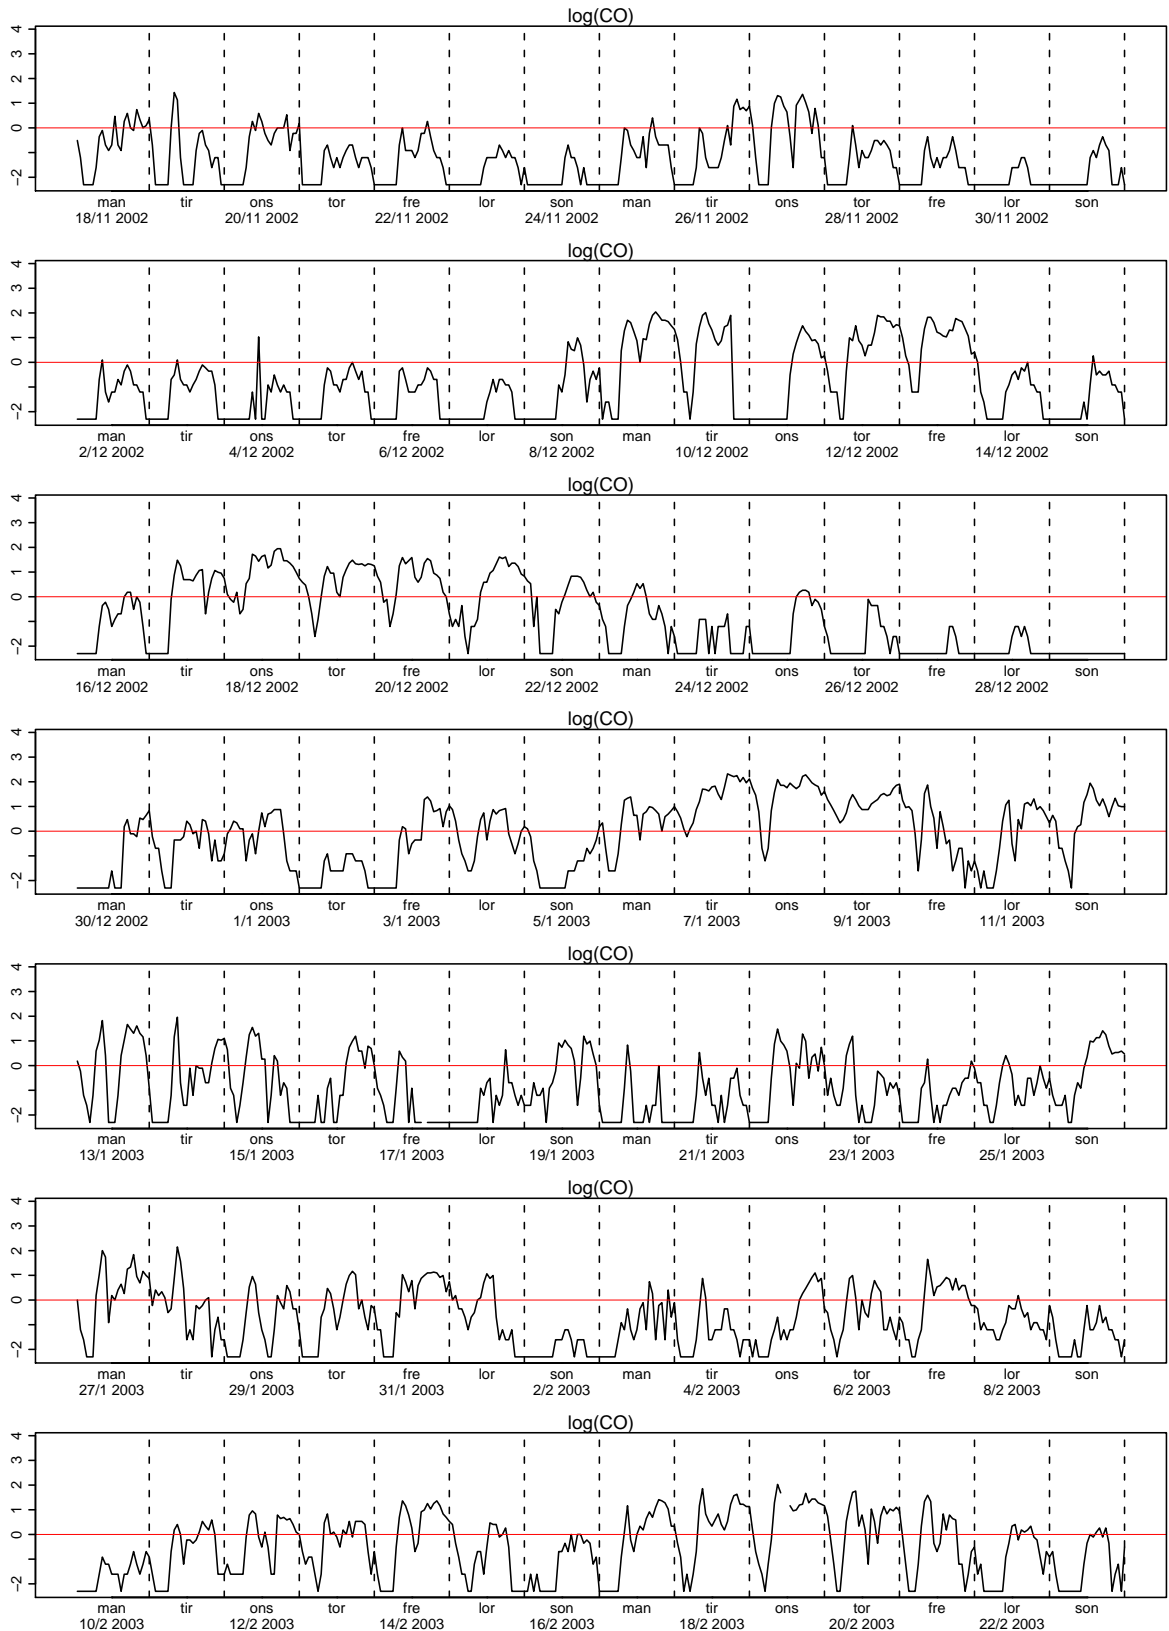 log(CO)
4
3
2
1
0
−2
man tir ons tor fre lor son man tir ons tor fre lor son
18/11 2002 20/11 2002 22/11 2002 24/11 2002 26/11 2002 28/11 2002 30/11 2002
log(CO)
4
3
2
1
0
−2
man tir ons tor fre lor son man tir ons tor fre lor son
2/12 2002 4/12 2002 6/12 2002 8/12 2002 10/12 2002 12/12 2002 14/12 2002
log(CO)
4
3
2
1
0
−2
man tir ons tor fre lor son man tir ons tor fre lor son
16/12 2002 18/12 2002 20/12 2002 22/12 2002 24/12 2002 26/12 2002 28/12 2002
log(CO)
4
3
2
1
0
−2
man tir ons tor fre lor son man tir ons tor fre lor son
30/12 2002 1/1 2003 3/1 2003 5/1 2003 7/1 2003 9/1 2003 11/1 2003
log(CO)
4
3
2
1
0
−2
man tir ons tor fre lor son man tir ons tor fre lor son
13/1 2003 15/1 2003 17/1 2003 19/1 2003 21/1 2003 23/1 2003 25/1 2003
log(CO)
4
3
2
1
0
−2
man tir ons tor fre lor son man tir ons tor fre lor son
27/1 2003 29/1 2003 31/1 2003 2/2 2003 4/2 2003 6/2 2003 8/2 2003
log(CO)
4
3
2
1
0
−2
man tir ons tor fre lor son man tir ons tor fre lor son
10/2 2003 12/2 2003 14/2 2003 16/2 2003 18/2 2003 20/2 2003 22/2 2003